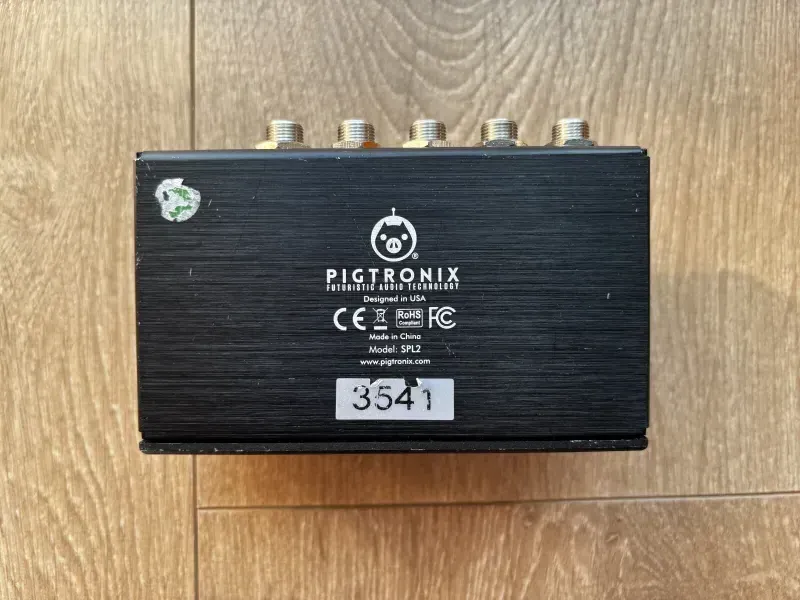 ®
PIGTRONIX
FUTURISTIC AUDIO TECHNOLOGY
Designed in USA
CE RoHS Compliant FC
Made in China
Model: SPL2
www.pigtronix.com
3541